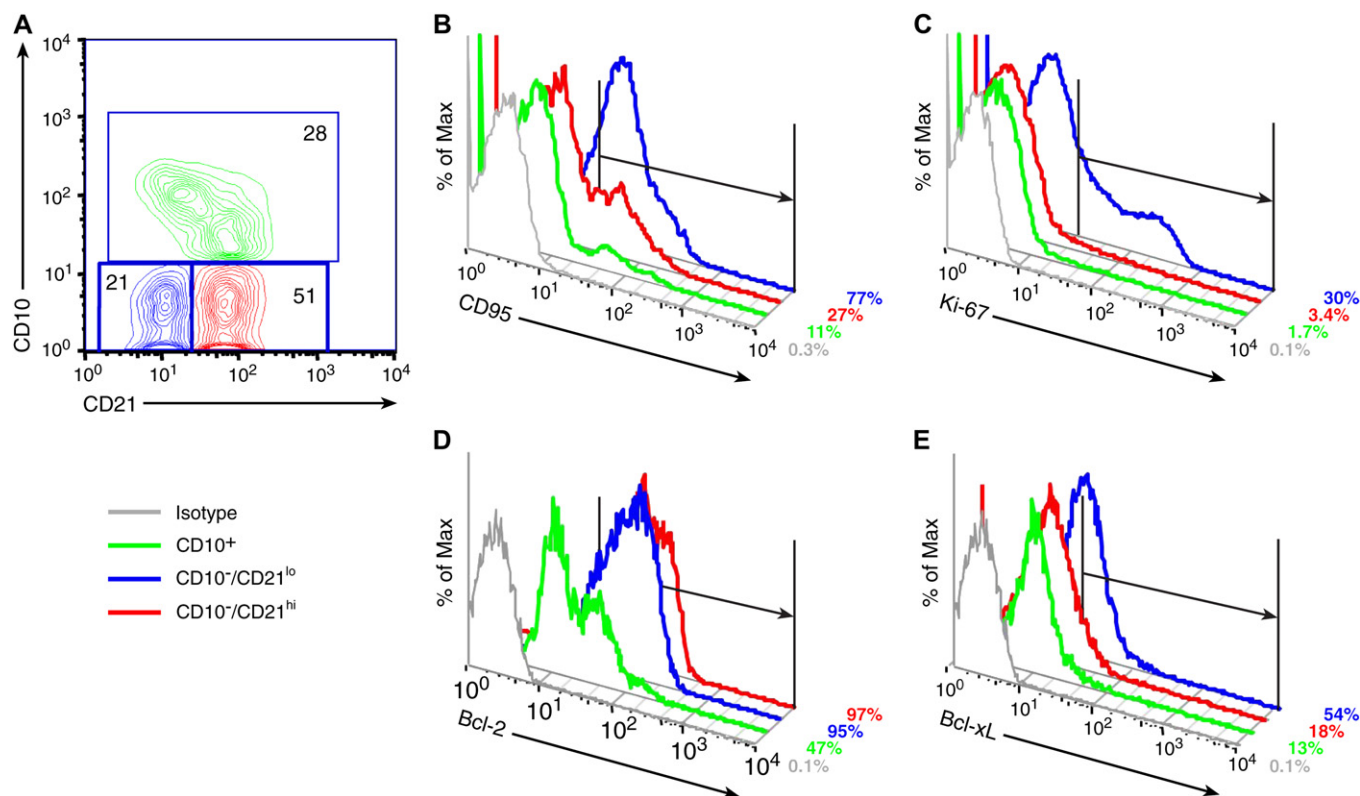 A
CD10
10⁴
10³
10²
10¹
10⁰
28
21
51
10⁰ 10¹ 10² 10³ 10⁴
CD21
B
% of Max
10⁰ 10¹ 10² 10³ 10⁴
CD95
77%
27%
11%
0.3%
C
% of Max
10⁰ 10¹ 10² 10³ 10⁴
Ki-67
30%
3.4%
1.7%
0.1%
Isotype
CD10⁺
CD10⁻/CD21ˡᵒ
CD10⁻/CD21ʰⁱ
D
% of Max
10⁰ 10¹ 10² 10³ 10⁴
Bcl-2
97%
95%
47%
0.1%
E
% of Max
10⁰ 10¹ 10² 10³ 10⁴
Bcl-xL
54%
18%
13%
0.1%